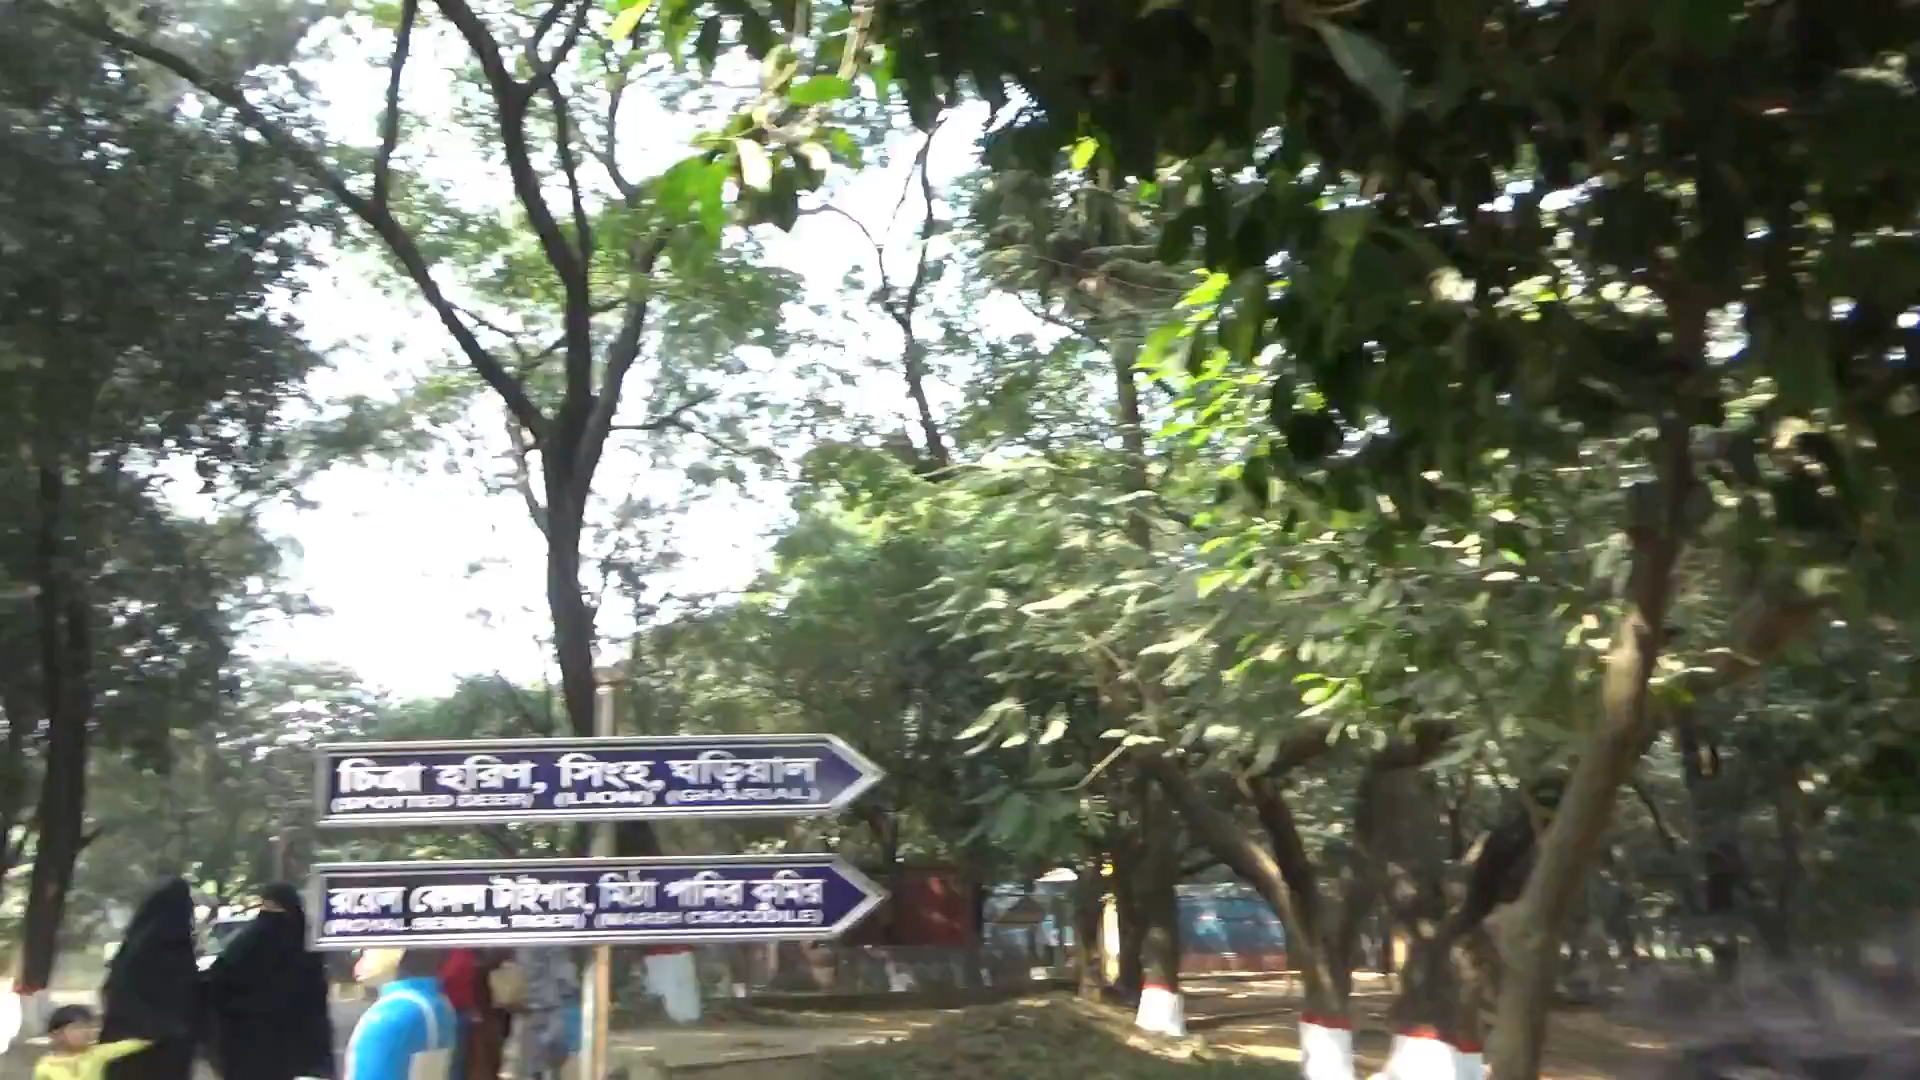 চিত্রা হরিণ, সিংহ, ঘড়িয়াল
(SPOTTED DEER) (LION) (GHARIAL)
রয়েল বেঙ্গল টাইগার, মিঠা পানির কুমির
(ROYAL BENGAL TIGER) (MARSH CROCODILE)